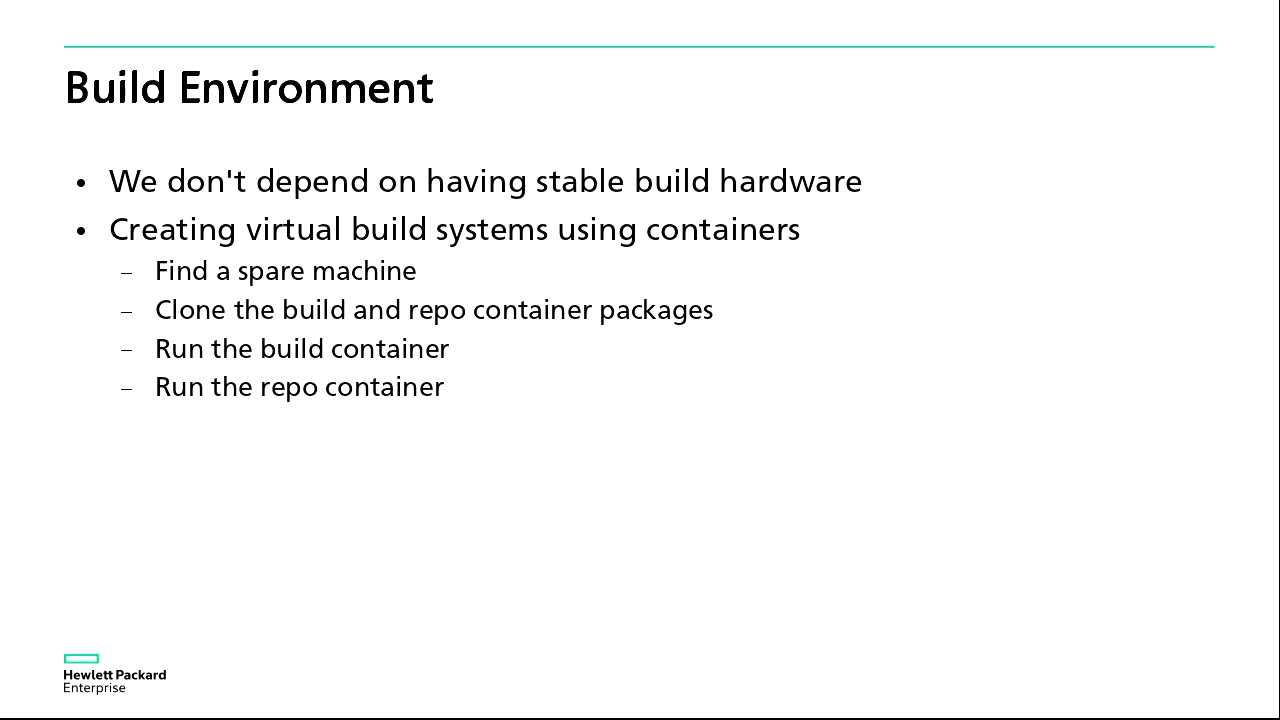 Build Environment
• We don't depend on having stable build hardware
• Creating virtual build systems using containers
– Find a spare machine
– Clone the build and repo container packages
– Run the build container
– Run the repo container
Hewlett Packard
Enterprise